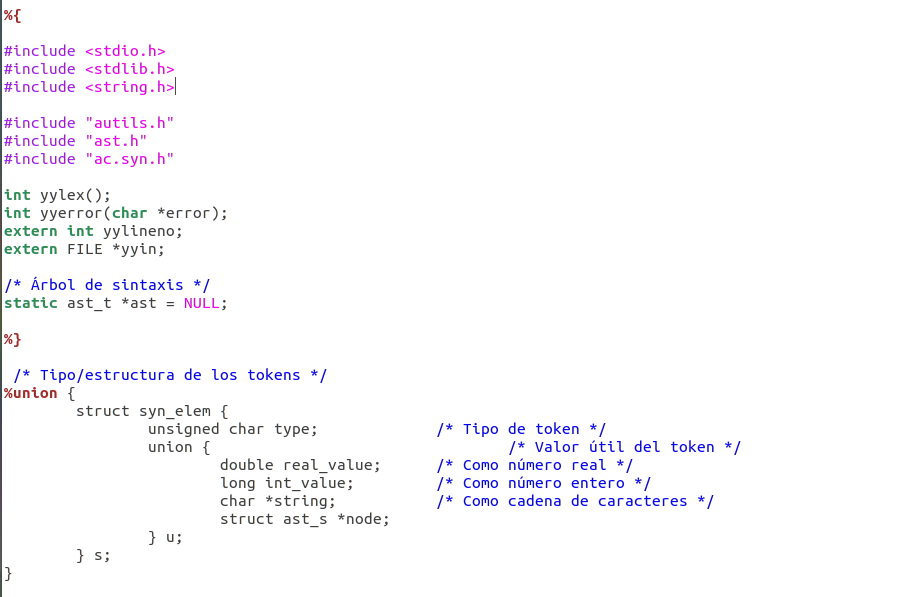 %{
#include <stdio.h>
#include <stdlib.h>
#include <string.h>
#include "autils.h"
#include "ast.h"
#include "ac.syn.h"
int yylex();
int yyerror(char *error);
extern int yylineno;
extern FILE *yyin;
/* Árbol de sintaxis */
static ast_t *ast = NULL;
%}
/* Tipo/estructura de los tokens */
%union {
struct syn_elem {
unsigned char type; /* Tipo de token */
union { /* Valor útil del token */
double real_value; /* Como número real */
long int_value; /* Como número entero */
char *string; /* Como cadena de caracteres */
struct ast_s *node;
} u;
} s;
}